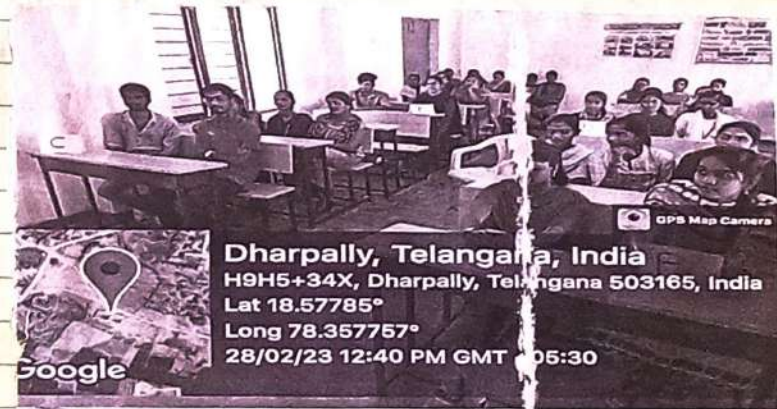 GPS Map Camera
Dharpally, Telangana, India
H9H5+34X, Dharpally, Telangana 503165, India
Lat 18.57785°
Long 78.357757°
28/02/23 12:40 PM GMT 05:30
Google